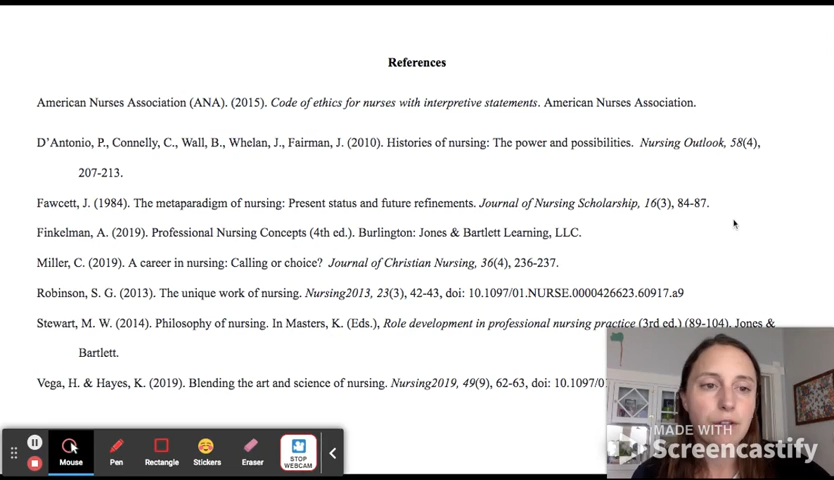 References
American Nurses Association (ANA). (2015). Code of ethics for nurses with interpretive statements. American Nurses Association.
D’Antonio, P., Connelly, C., Wall, B., Whelan, J., Fairman, J. (2010). Histories of nursing: The power and possibilities. Nursing Outlook, 58(4),
207-213.
Fawcett, J. (1984). The metaparadigm of nursing: Present status and future refinements. Journal of Nursing Scholarship, 16(3), 84-87.
Finkelman, A. (2019). Professional Nursing Concepts (4th ed.). Burlington: Jones & Bartlett Learning, LLC.
Miller, C. (2019). A career in nursing: Calling or choice? Journal of Christian Nursing, 36(4), 236-237.
Robinson, S. G. (2013). The unique work of nursing. Nursing2013, 23(3), 42-43, doi: 10.1097/01.NURSE.0000426623.60917.a9
Stewart, M. W. (2014). Philosophy of nursing. In Masters, K. (Eds.), Role development in professional nursing practice (3rd ed.) (89-104). Jones &
Bartlett.
Vega, H. & Hayes, K. (2019). Blending the art and science of nursing. Nursing2019, 49(9), 62-63, doi: 10.1097/0
MADE WITH
Screencastify
Mouse
Pen
Rectangle
Stickers
Eraser
STOP
WEBCAM